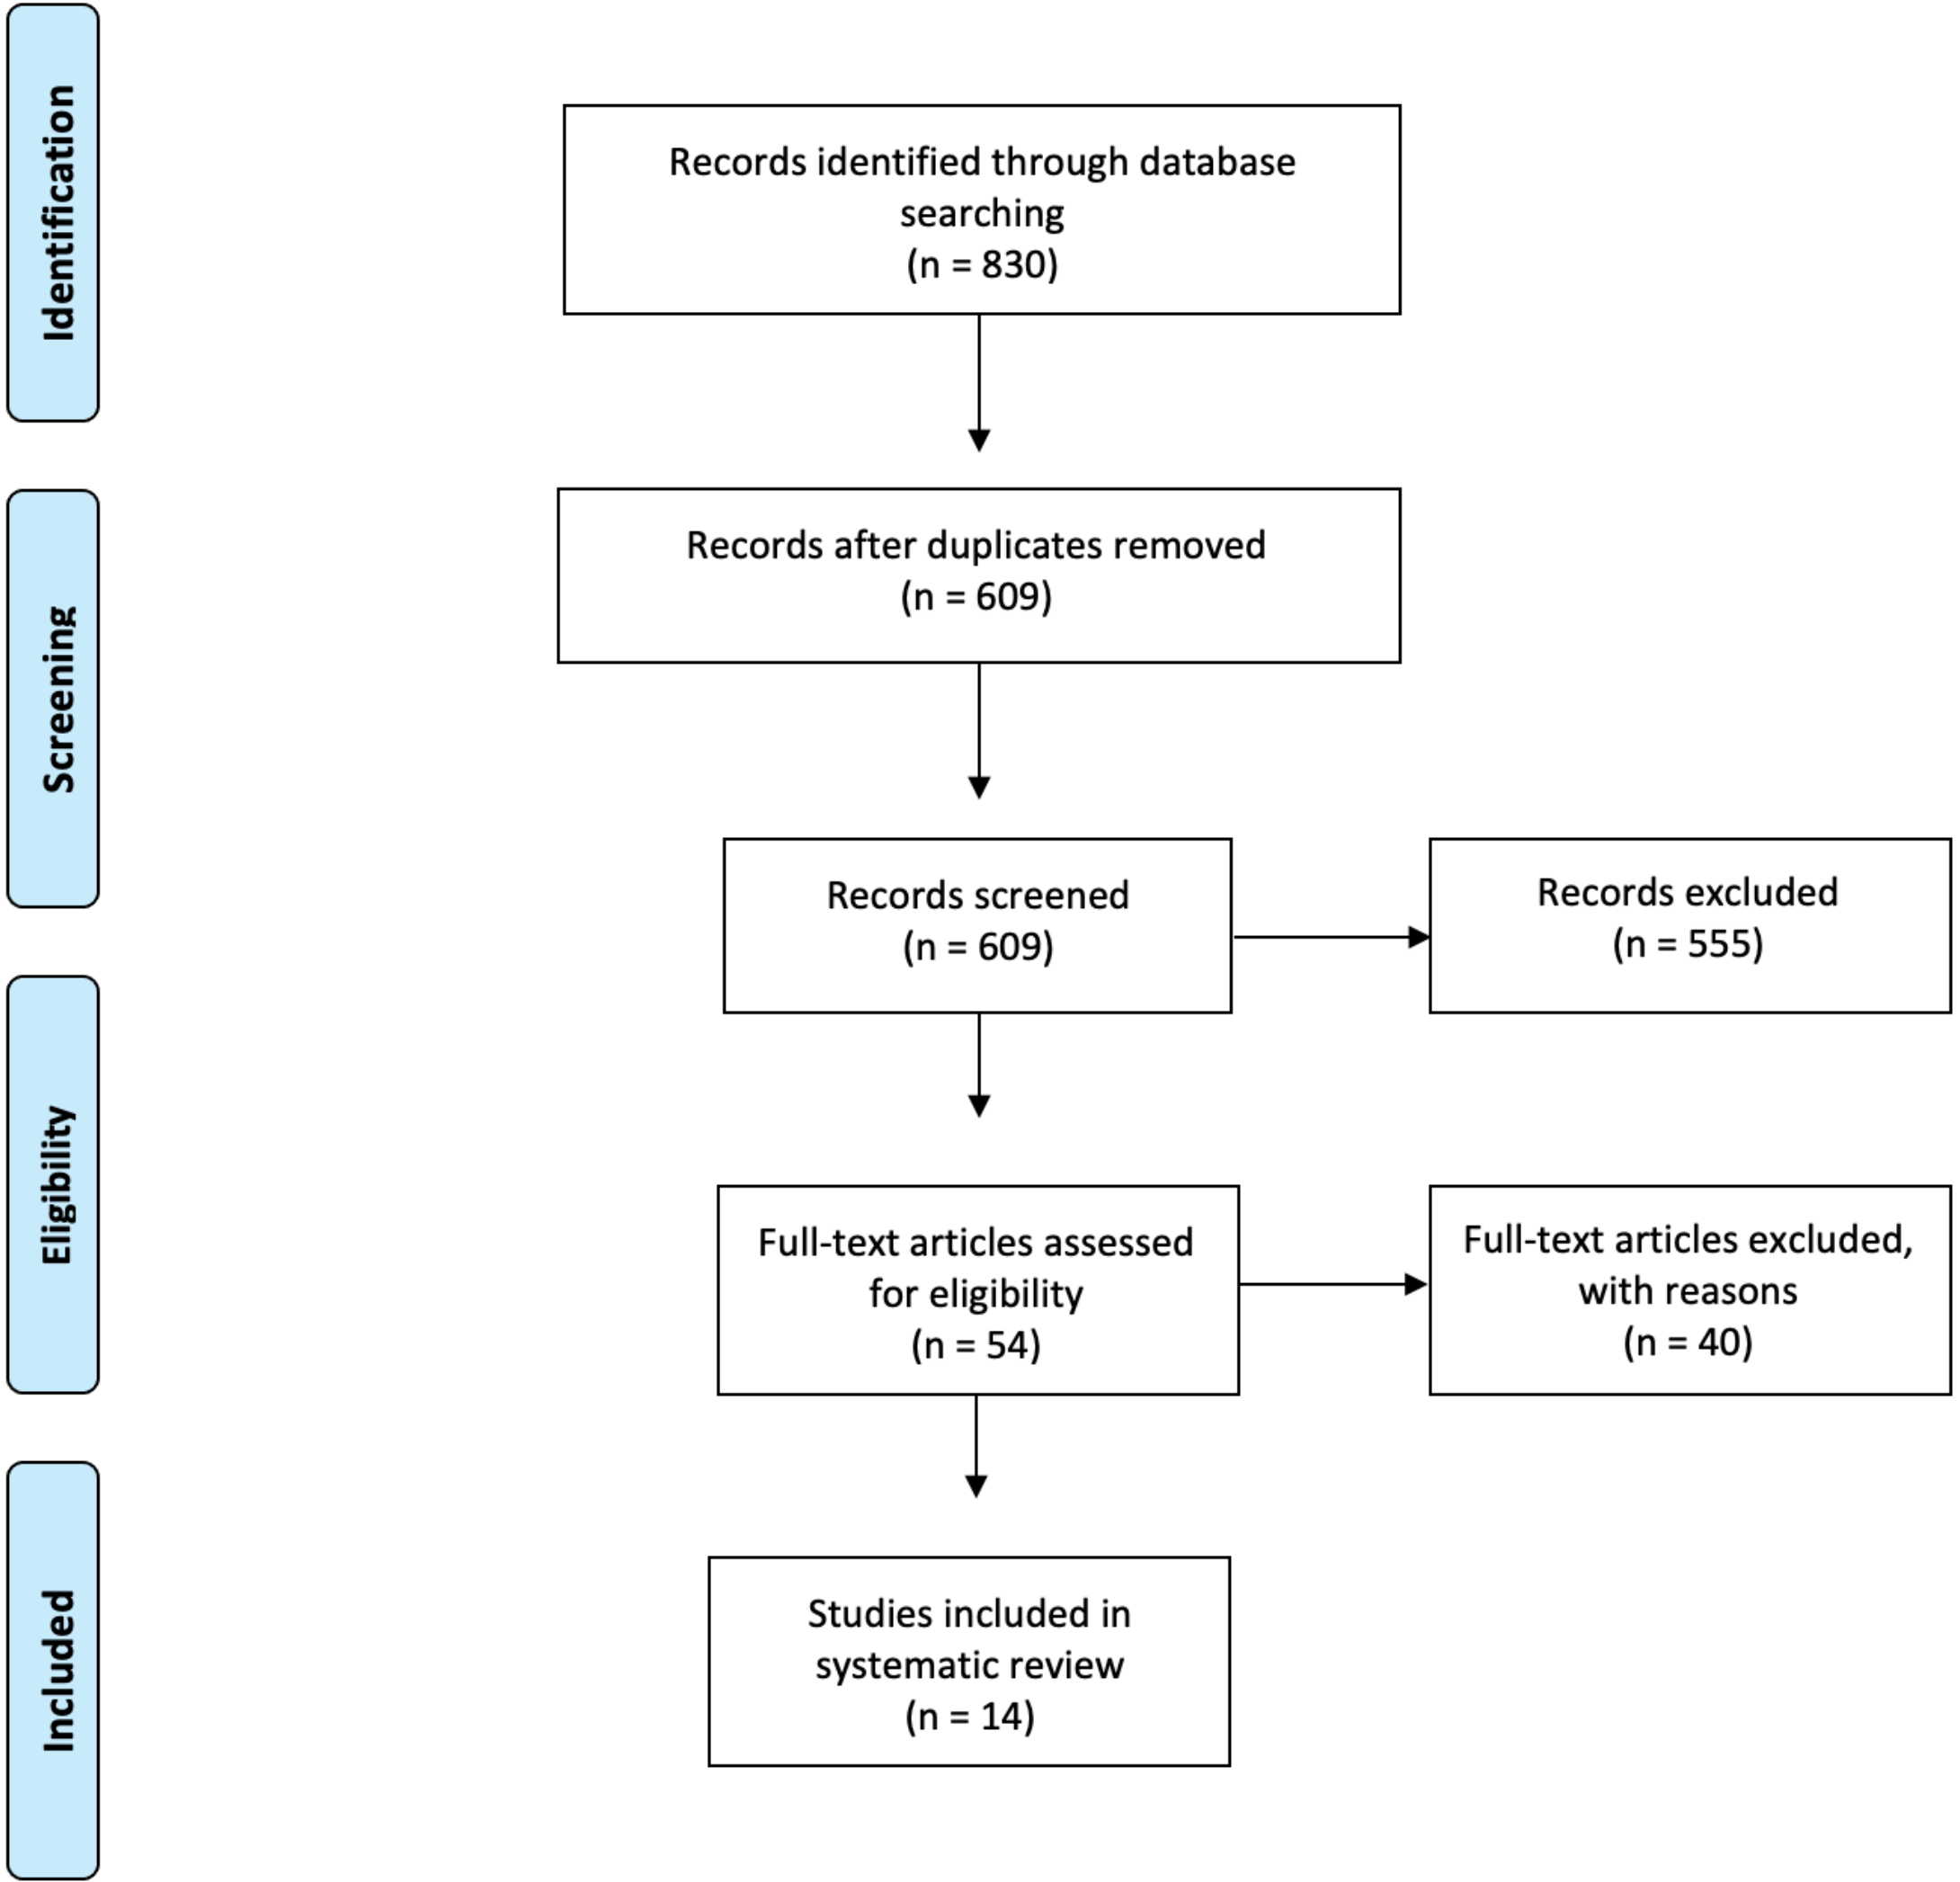 Identification
Records identified through database
searching
(n = 830)
Screening
Records after duplicates removed
(n = 609)
Records screened
(n = 609)
Records excluded
(n = 555)
Eligibility
Full-text articles assessed
for eligibility
(n = 54)
Full-text articles excluded,
with reasons
(n = 40)
Included
Studies included in
systematic review
(n = 14)